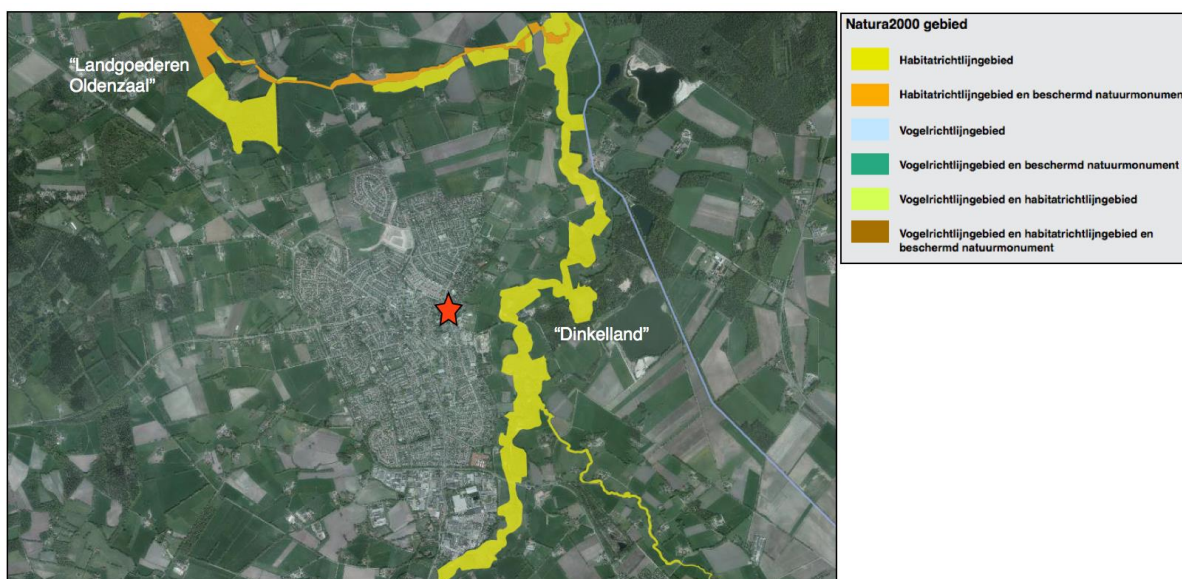 “Landgoederen
Oldenzaal”
“Dinkelland”
Natura2000 gebied
Habitatrichtlijngebied
Habitatrichtlijngebied en beschermd natuurmonument
Vogelrichtlijngebied
Vogelrichtlijngebied en beschermd natuurmonument
Vogelrichtlijngebied en habitatrichtlijngebied
Vogelrichtlijngebied en habitatrichtlijngebied en
beschermd natuurmonument